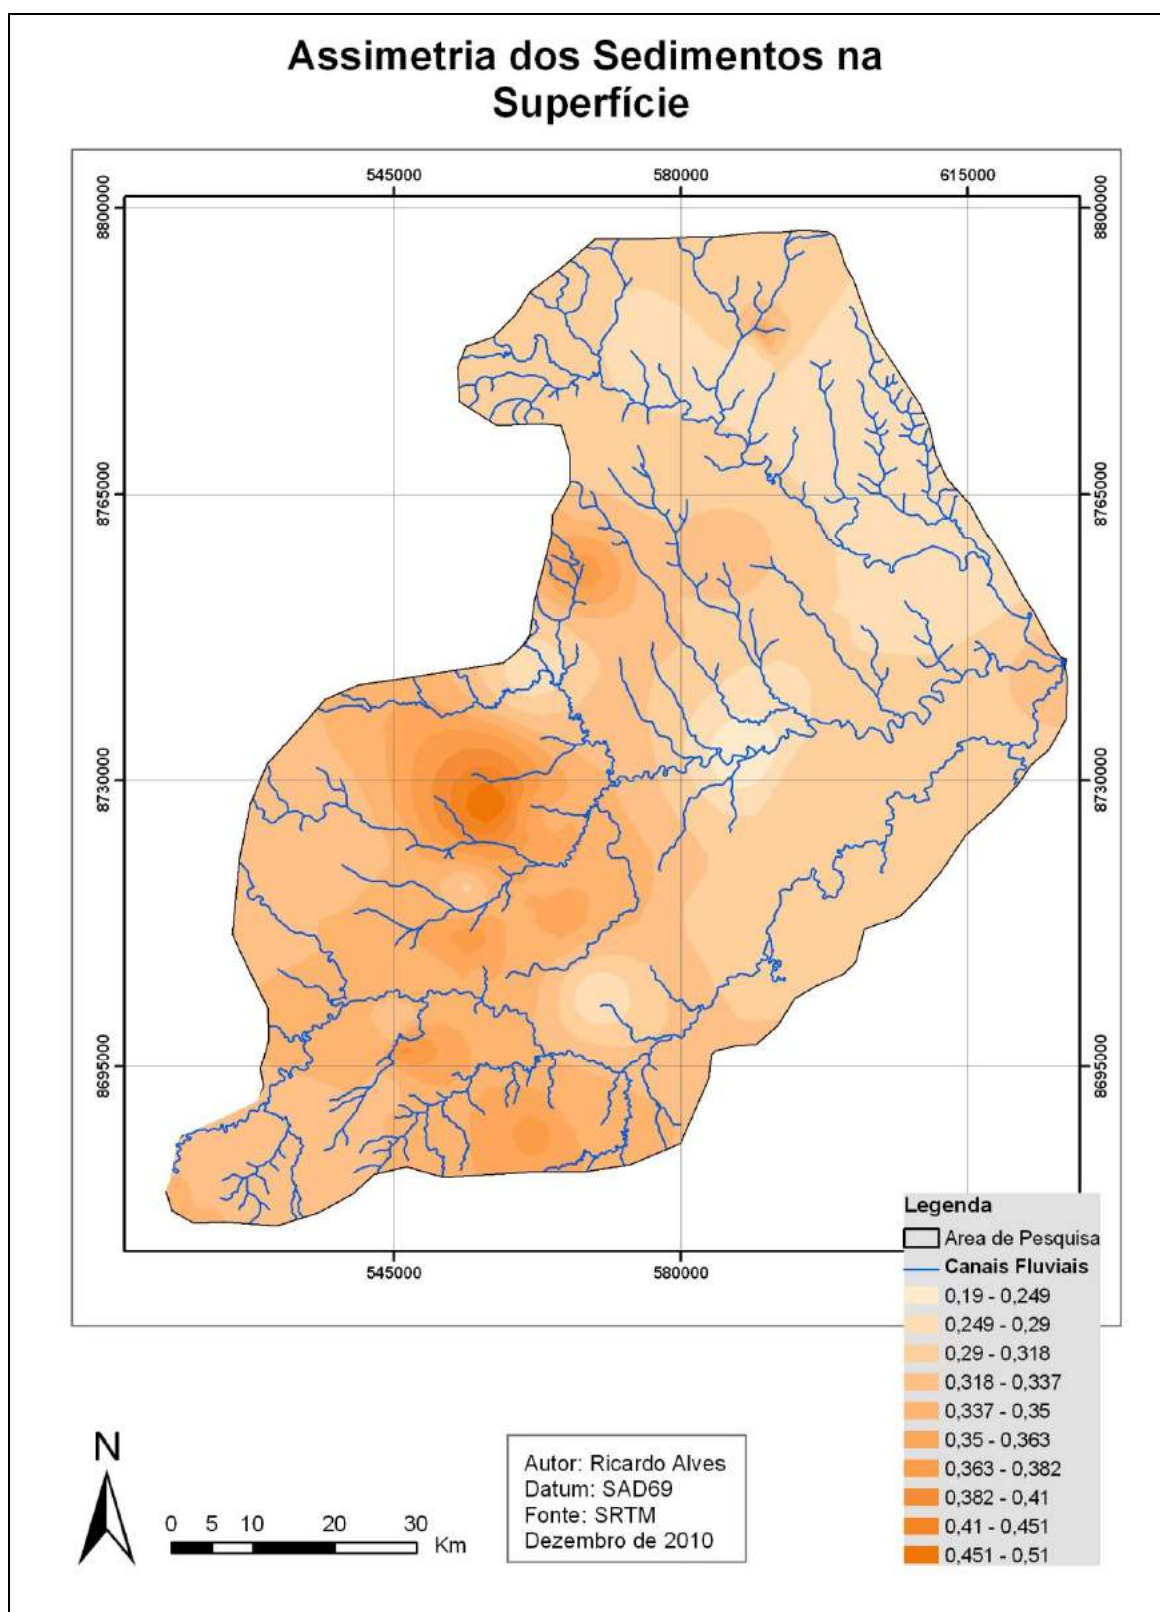 Assimetria dos Sedimentos na
Superfície
545000
580000
615000
8800000
8800000
8765000
8765000
8730000
8730000
8695000
8695000
545000
580000
Legenda
Area de Pesquisa
Canais Fluviais
0,19 - 0,249
0,249 - 0,29
0,29 - 0,318
0,318 - 0,337
0,337 - 0,35
0,35 - 0,363
0,363 - 0,382
0,382 - 0,41
0,41 - 0,451
0,451 - 0,51
N
0 5 10 20 30
Km
Autor: Ricardo Alves
Datum: SAD69
Fonte: SRTM
Dezembro de 2010